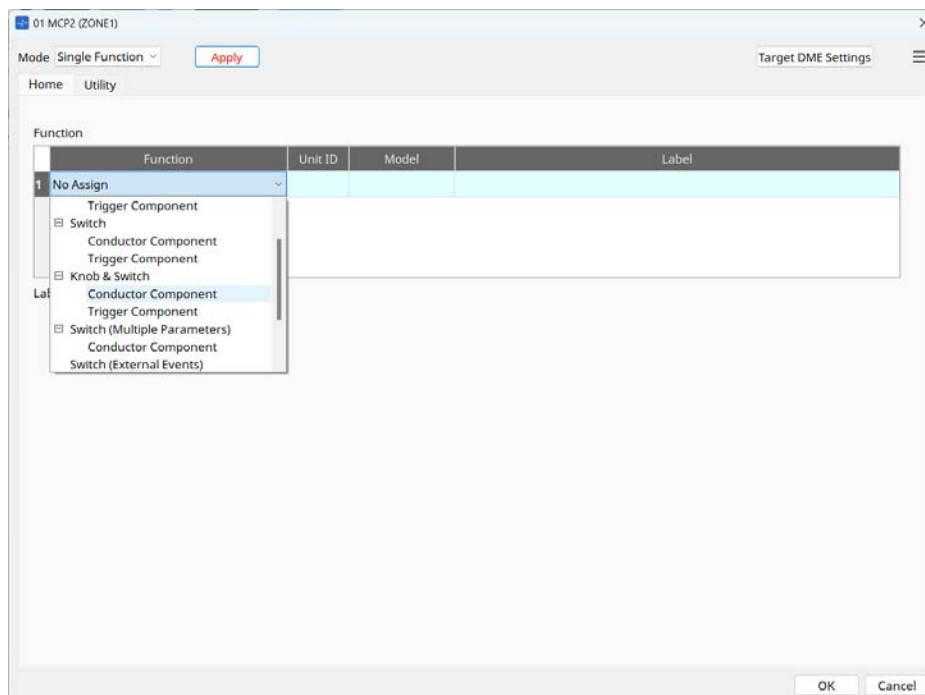 01 MCP2 (ZONE1)
Mode Single Function Apply Target DME Settings
Home Utility
Function
Function Unit ID Model Label
1 No Assign
Trigger Component
Switch
Conductor Component
Trigger Component
Knob & Switch
Lal Conductor Component
Trigger Component
Switch (Multiple Parameters)
Conductor Component
Switch (External Events)
OK Cancel